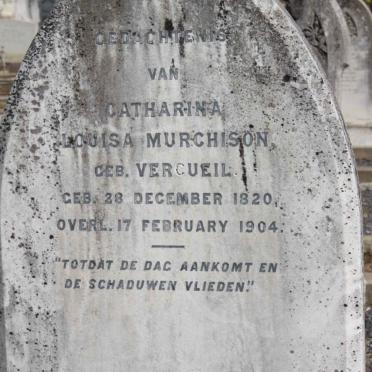 GEDACHTENIS
VAN
CATHARINA
LOUISA MURCHISON,
GEB. VERCUEIL.
GEB. 28 DECEMBER 1820,
OVERL. 17 FEBRUARY 1904.
"TOTDAT DE DAG AANKOMT EN
DE SCHADUWEN VLIEDEN."